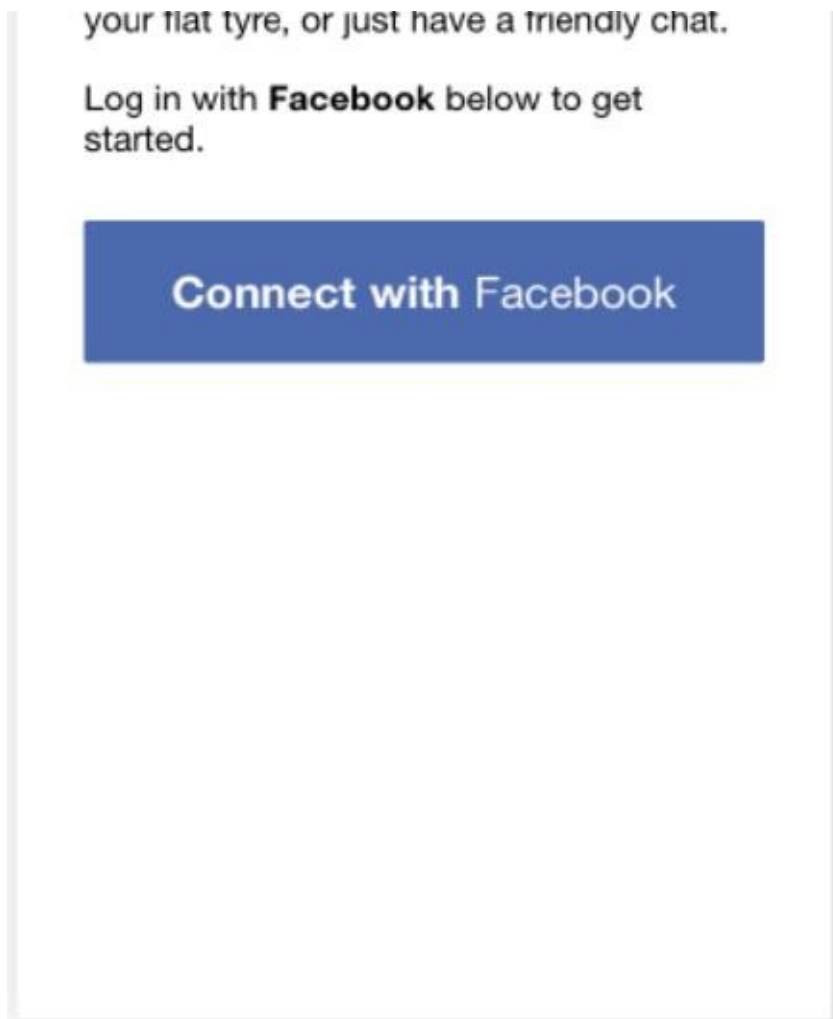 your flat tyre, or just have a friendly chat.
Log in with Facebook below to get
started.
Connect with Facebook